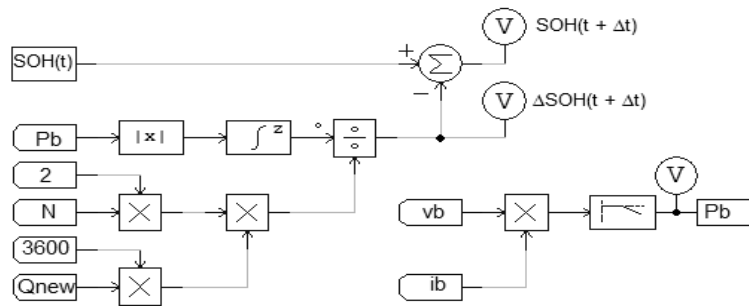 SOH(t + Δt)
SOH(t)
ΔSOH(t + Δt)
Pb
|x|
z
2
N
3600
Qnew
vb
ib
Pb
V
V
V